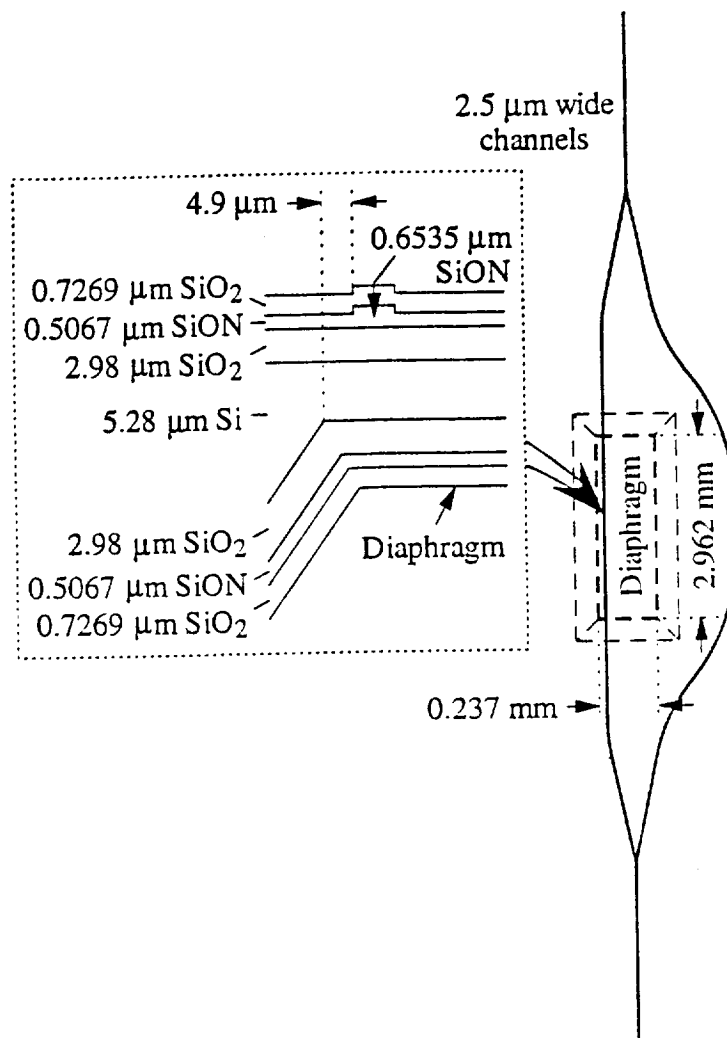 2.5 μm wide
channels
4.9 μm
0.6535 μm
SiON
0.7269 μm SiO₂
0.5067 μm SiON
2.98 μm SiO₂
5.28 μm Si
2.98 μm SiO₂
0.5067 μm SiON
0.7269 μm SiO₂
Diaphragm
Diaphragm
2.962 mm
0.237 mm